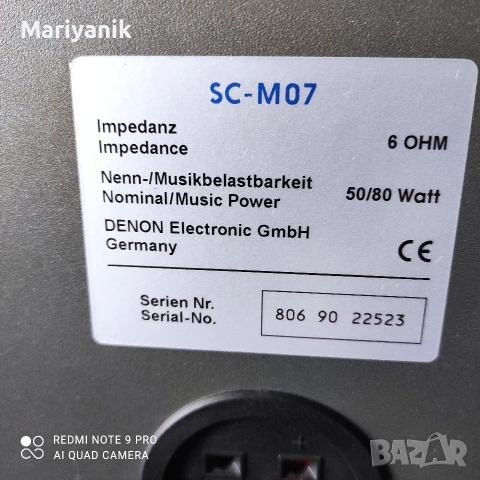 Mariyanik
SC-M07
Impedanz
Impedance
6 OHM
Nenn-/Musikbelastbarkeit
Nominal/Music Power
50/80 Watt
DENON Electronic GmbH
Germany
CE
Serien Nr.
Serial-No.
806 90 22523
+
REDMI NOTE 9 PRO
AI QUAD CAMERA
BAZAR